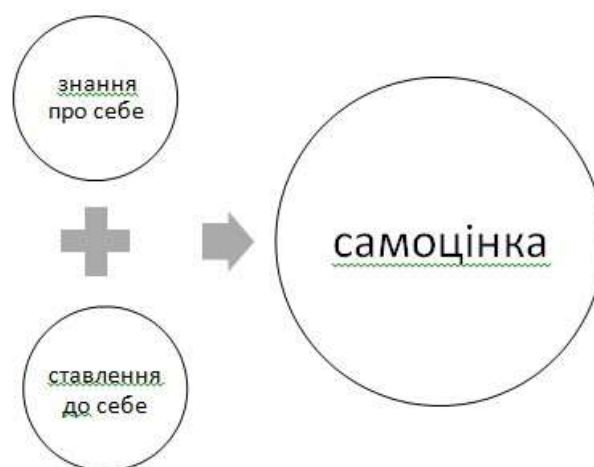 знання
про себе
самоцінка
ставлення
до себе